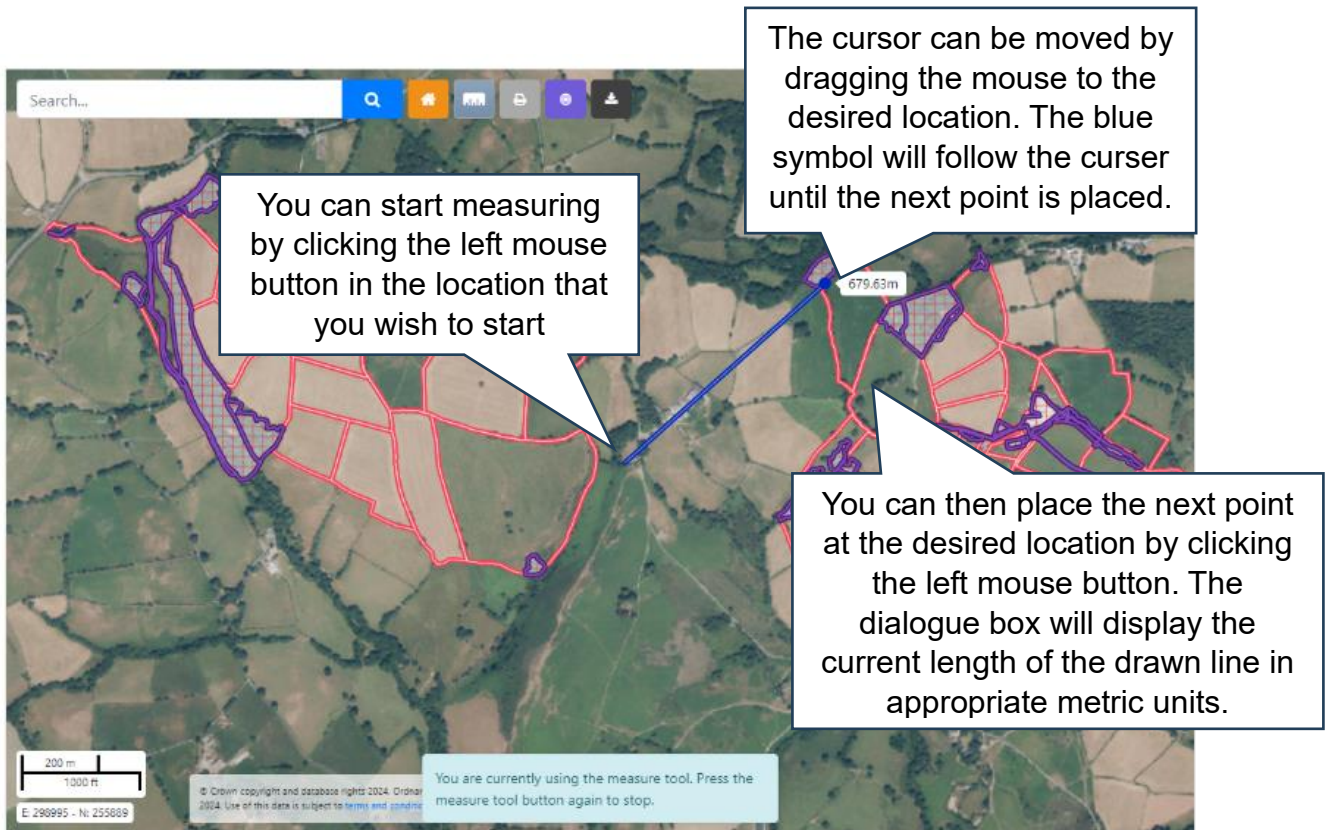 The cursor can be moved by
dragging the mouse to the
desired location. The blue
symbol will follow the curser
until the next point is placed.
Search...
You can start measuring
by clicking the left mouse
button in the location that
you wish to start
679.63m
You can then place the next point
at the desired location by clicking
the left mouse button. The
dialogue box will display the
current length of the drawn line in
appropriate metric units.
200 m
1000 ft
E: 298995 - N: 255889
© Crown copyright and database rights 2024. Ordnan
2024. Use of this data is subject to terms and conditio
You are currently using the measure tool. Press the
measure tool button again to stop.